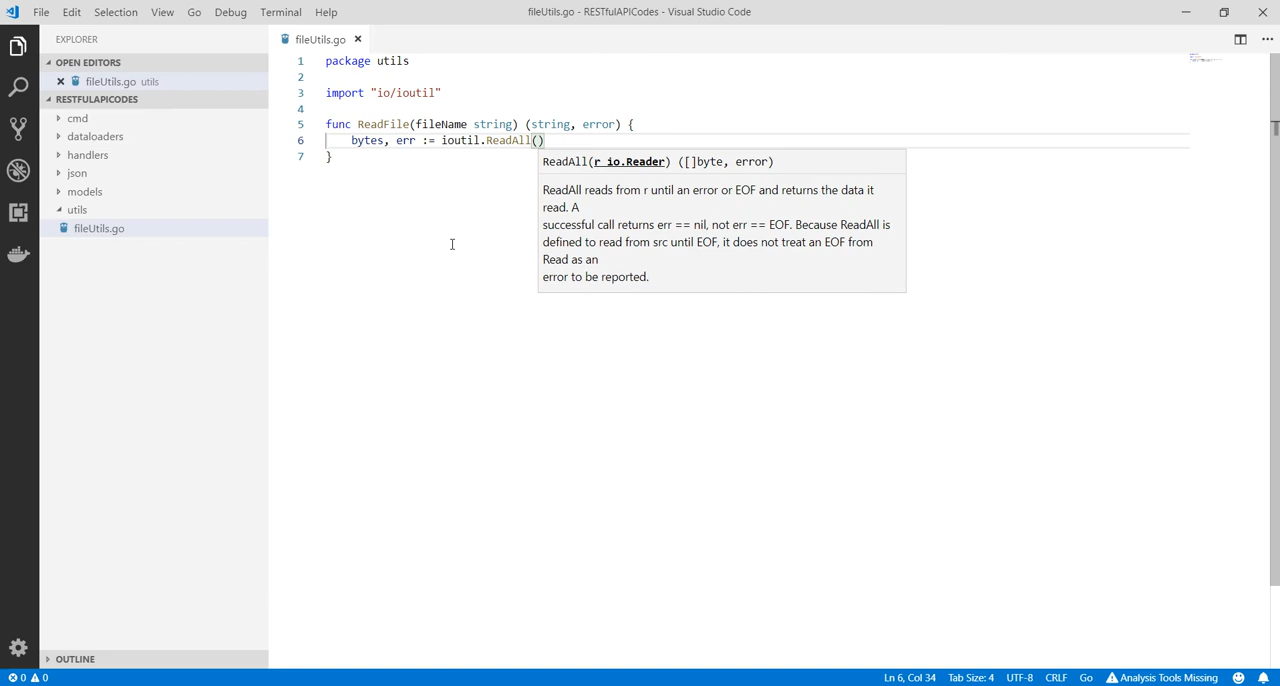 File Edit Selection View Go Debug Terminal Help
fileUtils.go - RESTfulAPICodes - Visual Studio Code
EXPLORER
OPEN EDITORS
fileUtils.go utils
RESTFULAPICODES
cmd
dataloaders
handlers
json
models
utils
fileUtils.go
OUTLINE
fileUtils.go
1 package utils
2
3 import "io/ioutil"
4
5 func ReadFile(fileName string) (string, error) {
6 bytes, err := ioutil.ReadAll()
7 }
ReadAll(r io.Reader) ([]byte, error)
ReadAll reads from r until an error or EOF and returns the data it
read. A
successful call returns err == nil, not err == EOF. Because ReadAll is
defined to read from src until EOF, it does not treat an EOF from
Read as an
error to be reported.
0 0
Ln 6, Col 34 Tab Size: 4 UTF-8 CRLF Go Analysis Tools Missing